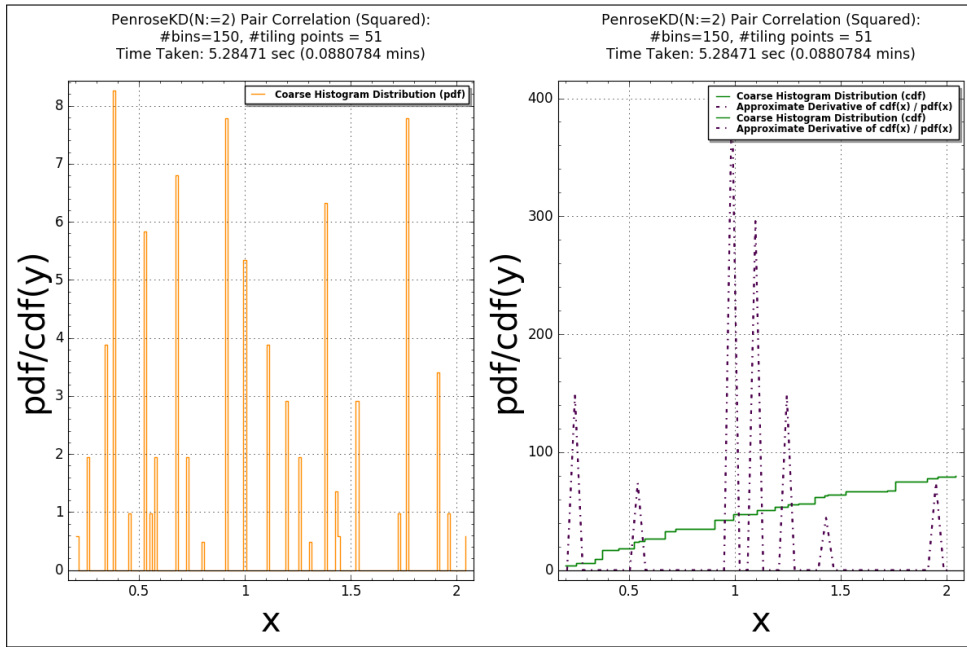 PenroseKD(N:=2) Pair Correlation (Squared):
#bins=150, #tiling points = 51
Time Taken: 5.28471 sec (0.0880784 mins)
Coarse Histogram Distribution (pdf)
8
7
6
5
4
3
2
1
0
0.5
1
1.5
2
pdf/cdf(y)
x
PenroseKD(N:=2) Pair Correlation (Squared):
#bins=150, #tiling points = 51
Time Taken: 5.28471 sec (0.0880784 mins)
Coarse Histogram Distribution (cdf)
Approximate Derivative of cdf(x) / pdf(x)
Coarse Histogram Distribution (cdf)
Approximate Derivative of cdf(x) / pdf(x)
400
300
200
100
0
0.5
1
1.5
2
pdf/cdf(y)
x